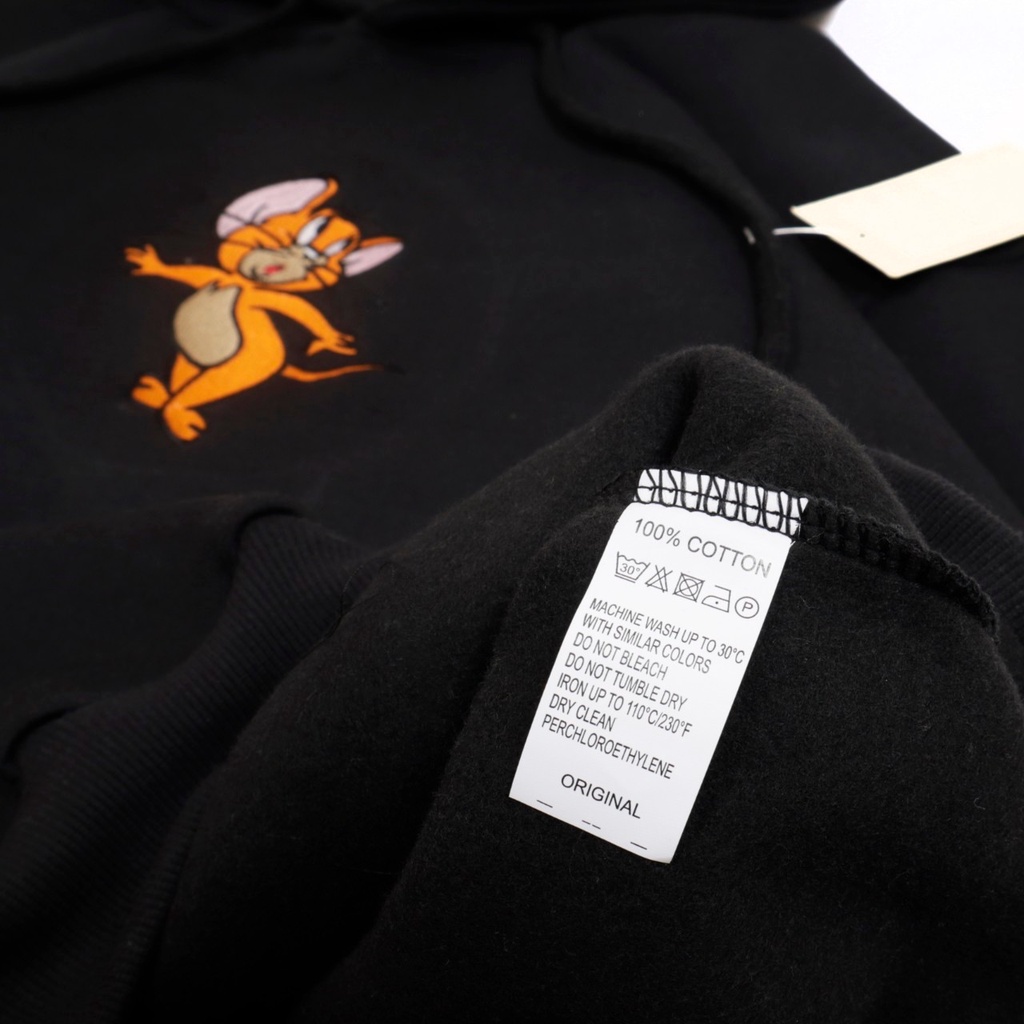 100% COTTON
30° P
MACHINE WASH UP TO 30°C
WITH SIMILAR COLORS
DO NOT BLEACH
DO NOT TUMBLE DRY
IRON UP TO 110°C/230°F
DRY CLEAN
PERCHLOROETHYLENE
ORIGINAL